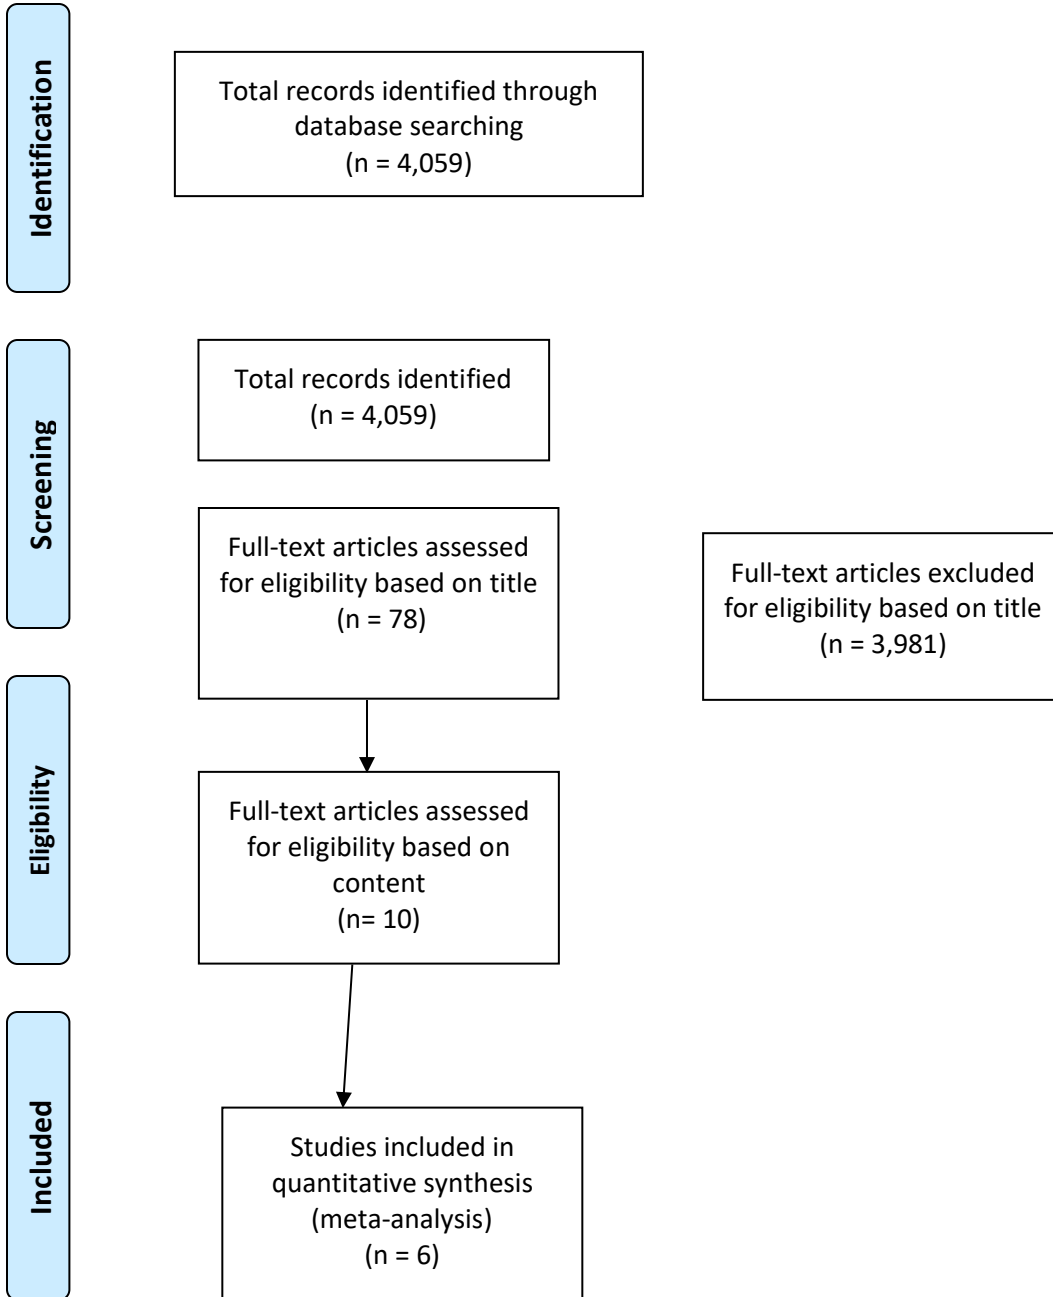 Identification
Total records identified through
database searching
(n = 4,059)
Screening
Total records identified
(n = 4,059)
Full-text articles assessed
for eligibility based on title
(n = 78)
Full-text articles excluded
for eligibility based on title
(n = 3,981)
Eligibility
Full-text articles assessed
for eligibility based on
content
(n= 10)
Included
Studies included in
quantitative synthesis
(meta-analysis)
(n = 6)